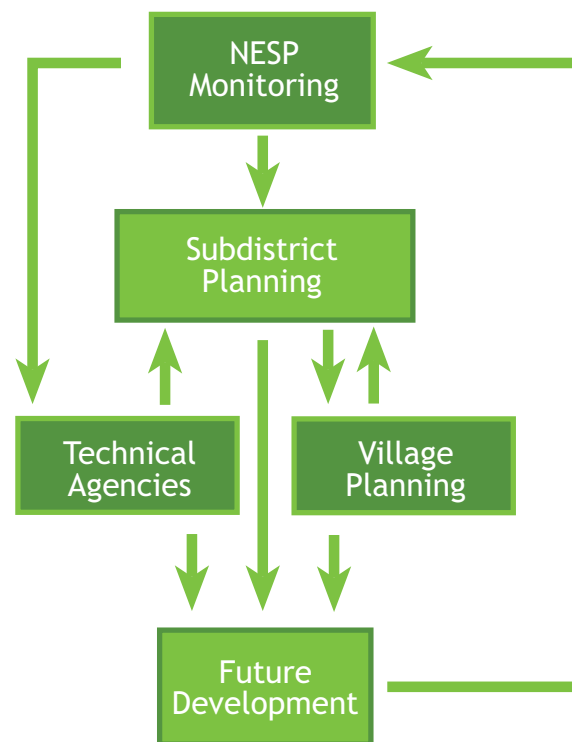 NESP
Monitoring
Subdistrict
Planning
Technical
Agencies
Village
Planning
Future
Development